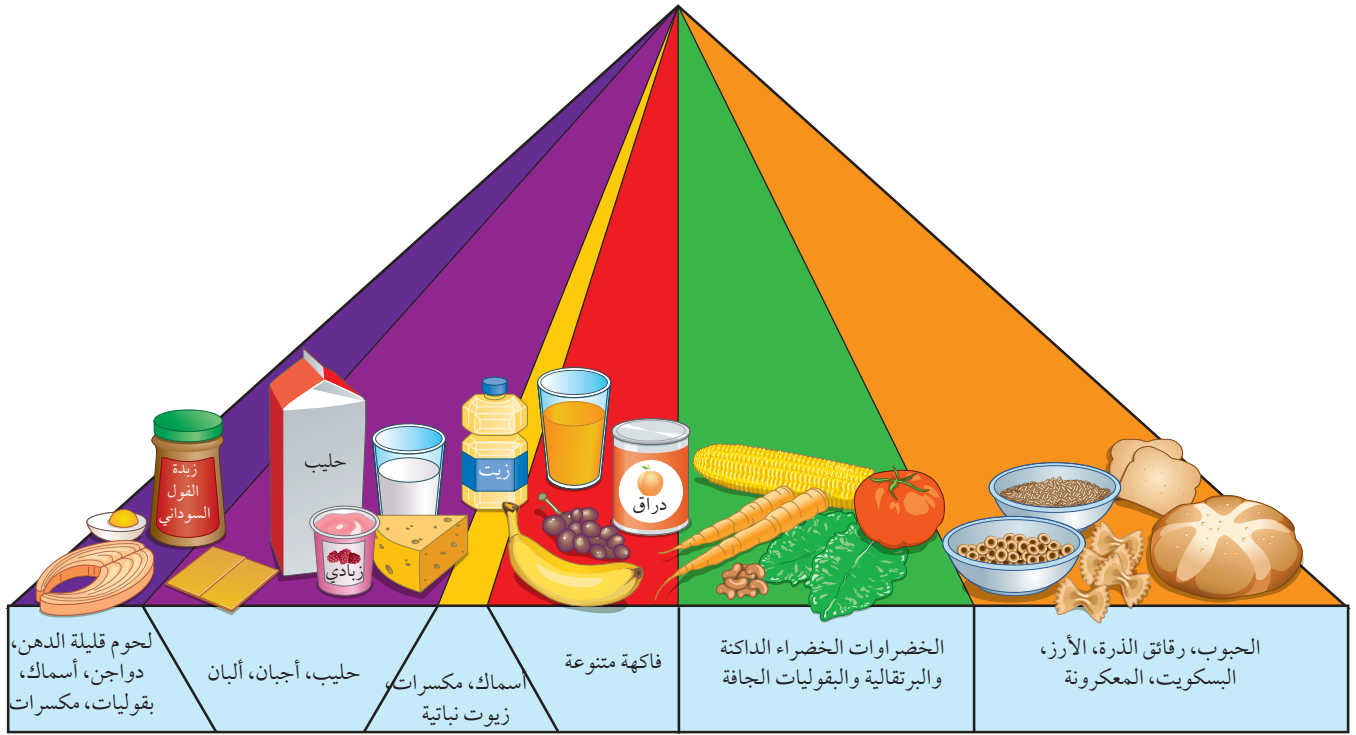 حليب
زبدة
الفول
السوداني
زيت
دراق
زبادي
الحبوب، رقائق الذرة، الأرز،
البسكويت، المعكرونة
الخضراوات الخضراء الداكنة
والبرتقالية والبقوليات الجافة
فاكهة متنوعة
أسماك، مكسرات،
زيوت نباتية
حليب، أجبان، ألبان
لحوم قليلة الدهن،
دواجن، أسماك،
بقوليات، مكسرات